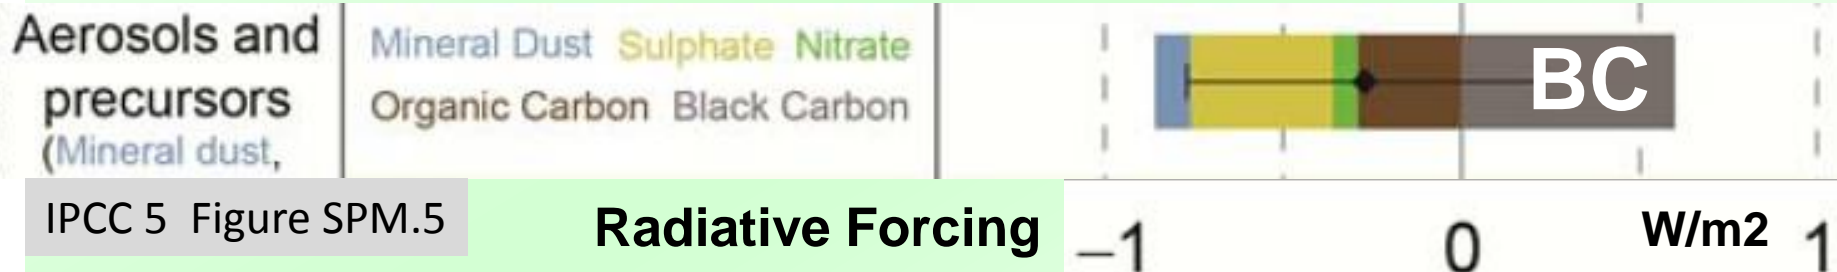 Aerosols and
precursors
(Mineral dust,
Mineral Dust Sulphate Nitrate
Organic Carbon Black Carbon
BC
IPCC 5 Figure SPM.5
Radiative Forcing
−1 0 W/m2 1